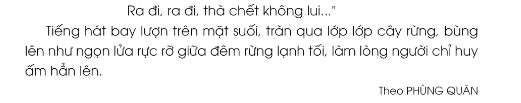 Ra đi, ra đi, thà chết không lui..."
Tiếng hát bay lượn trên mặt suối, tràn qua lớp lớp cây rừng, bùng
lên như ngọn lửa rực rỡ giữa đêm rừng lạnh tối, làm lòng người chỉ huy
ấm hẳn lên.
Theo PHÙNG QUÁN